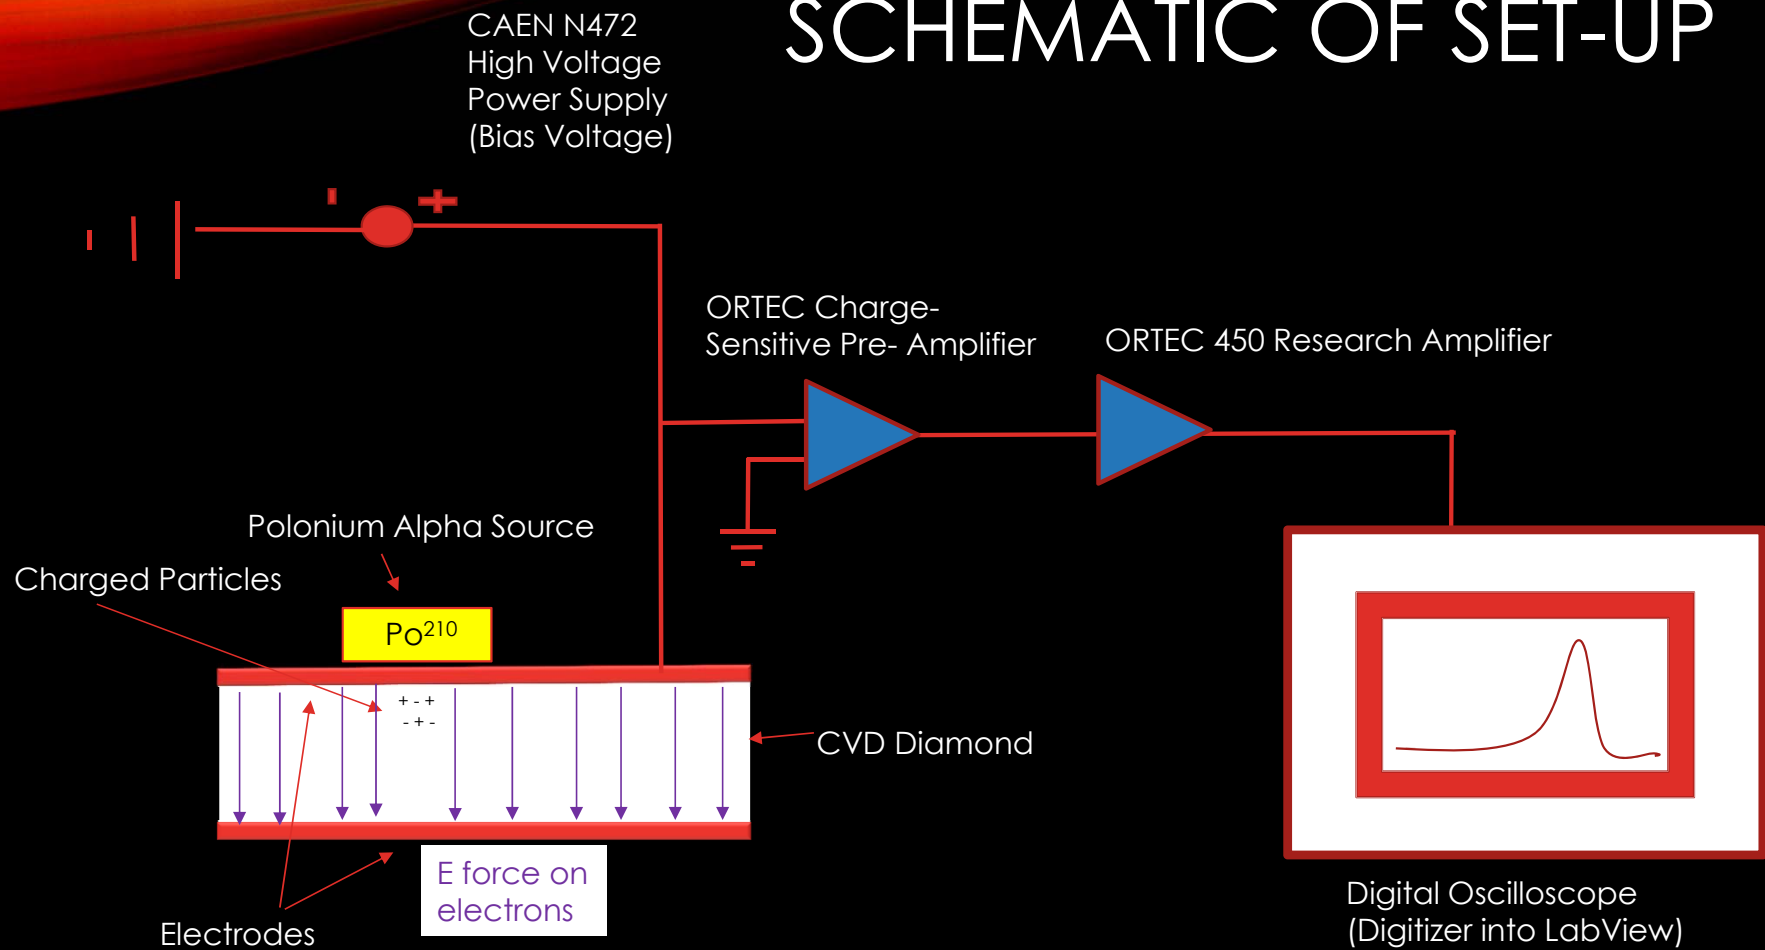 SCHEMATIC OF SET-UP
CAEN N472
High Voltage
Power Supply
(Bias Voltage)
- +
ORTEC Charge-
Sensitive Pre- Amplifier
ORTEC 450 Research Amplifier
Polonium Alpha Source
Charged Particles
Po²¹⁰
+ - +
- + -
CVD Diamond
E force on
electrons
Electrodes
Digital Oscilloscope
(Digitizer into LabView)